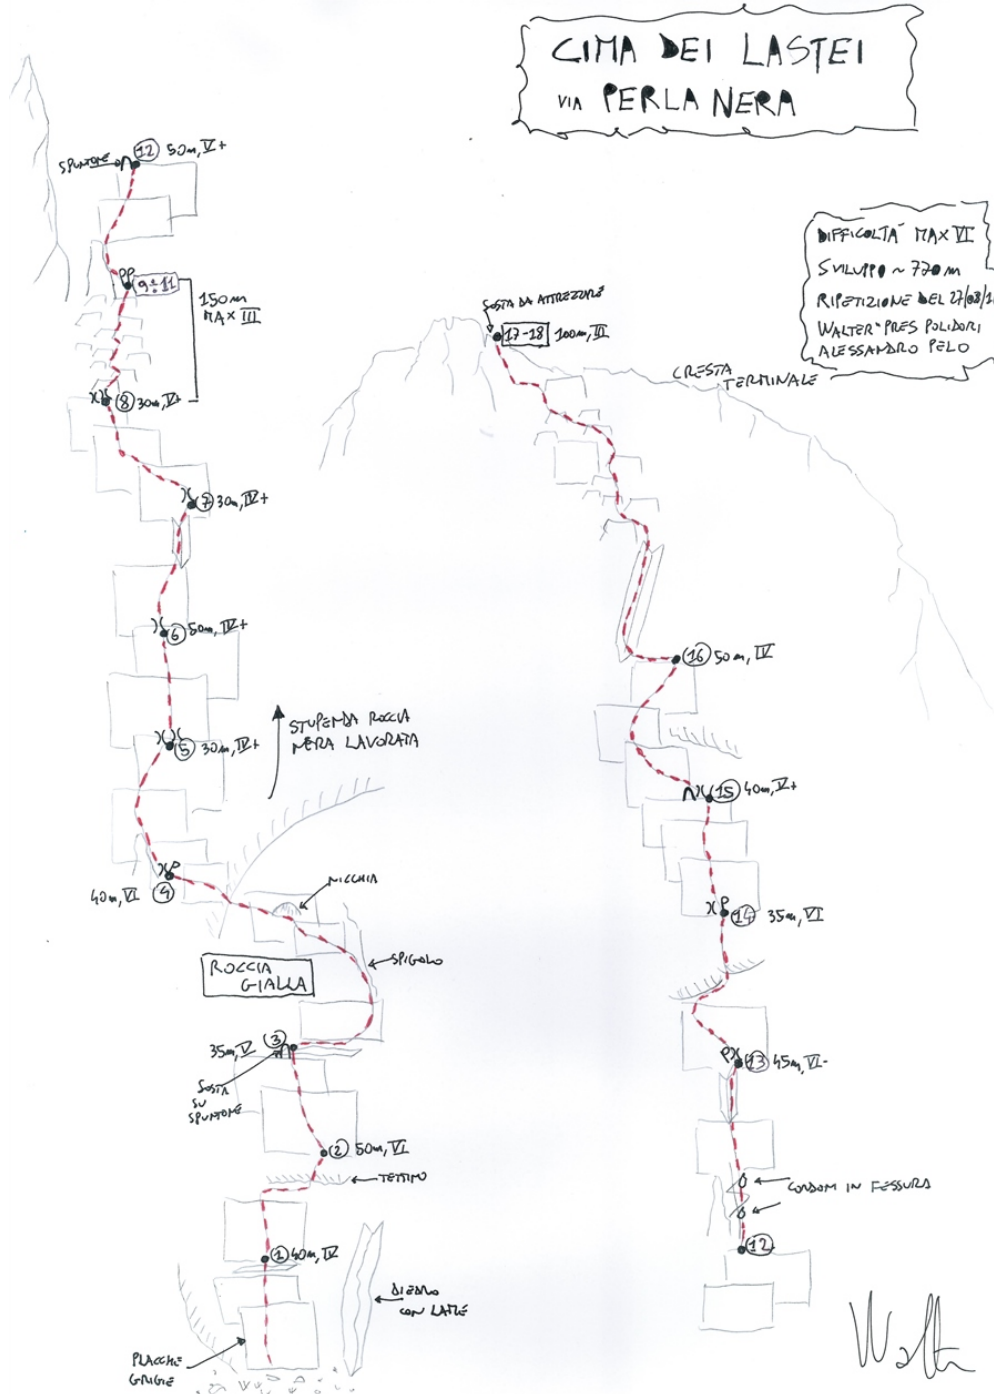 CIMA DEI LASTEI
VIA PERLA NERA
DIFFICOLTA' MAX VI
SVILUPPO ~ 770 m
RIPETIZIONE DEL 27/08/1
WALTER "PRES" POLIDORI
ALESSANDRO PELO
SPUNTONE
12 50m, V+
PP 9÷11
150m
MAX III
8 30m, IV+
7 30m, IV+
6 50m, IV+
5 30m, IV+
STUPENDA ROCCIA
NERA LAVORATA
40m, VI 4
NICCHIA
SPIGOLO
ROCCIA
GIALLA
35m, V 3
SOSTA
SU
SPUNTONE
2 50m, VI
TETTINO
1 40m, IV
DIEDRO
CON LAME
PLACCHE
GRIGIE
SOSTA DA ATTREZZARE
17-18 100m, III
CRESTA
TERMINALE
16 50m, IV
15 40m, V+
14 35m, VI
13 45m, VI-
CORDONI IN FESSURA
12